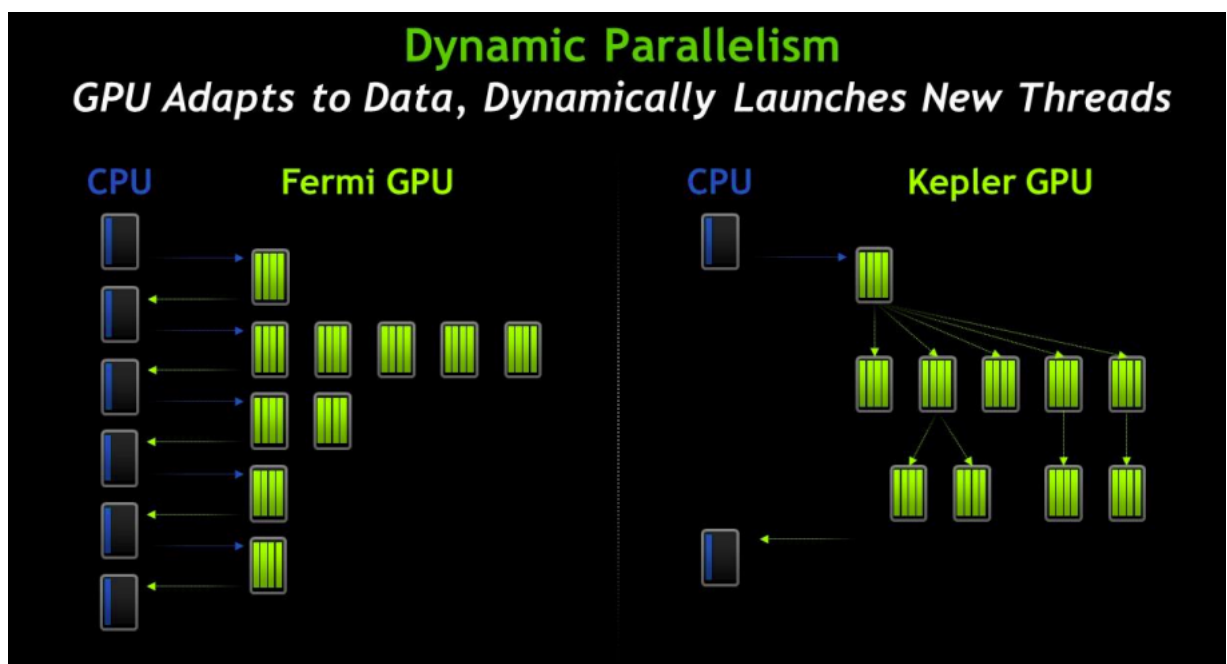 Dynamic Parallelism
GPU Adapts to Data, Dynamically Launches New Threads
CPU
Fermi GPU
CPU
Kepler GPU